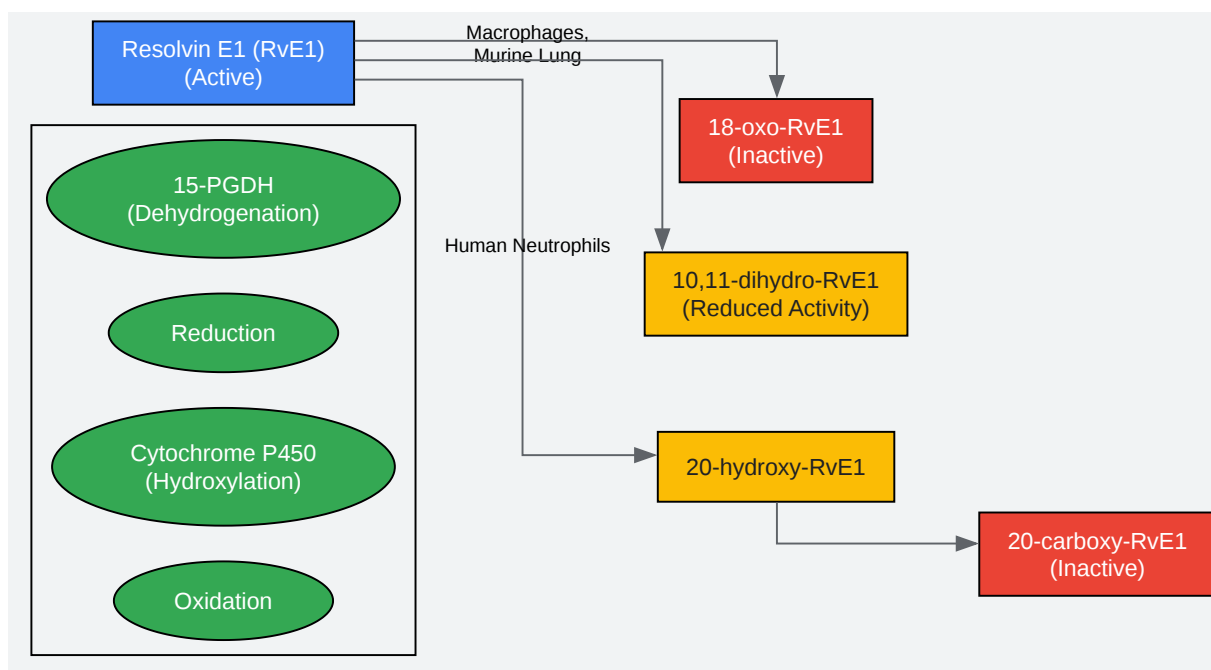 Resolvin E1 (RvE1)
(Active)
Macrophages,
Murine Lung
18-oxo-RvE1
(Inactive)
15-PGDH
(Dehydrogenation)
Human Neutrophils
10,11-dihydro-RvE1
(Reduced Activity)
Reduction
Cytochrome P450
(Hydroxylation)
20-hydroxy-RvE1
20-carboxy-RvE1
(Inactive)
Oxidation